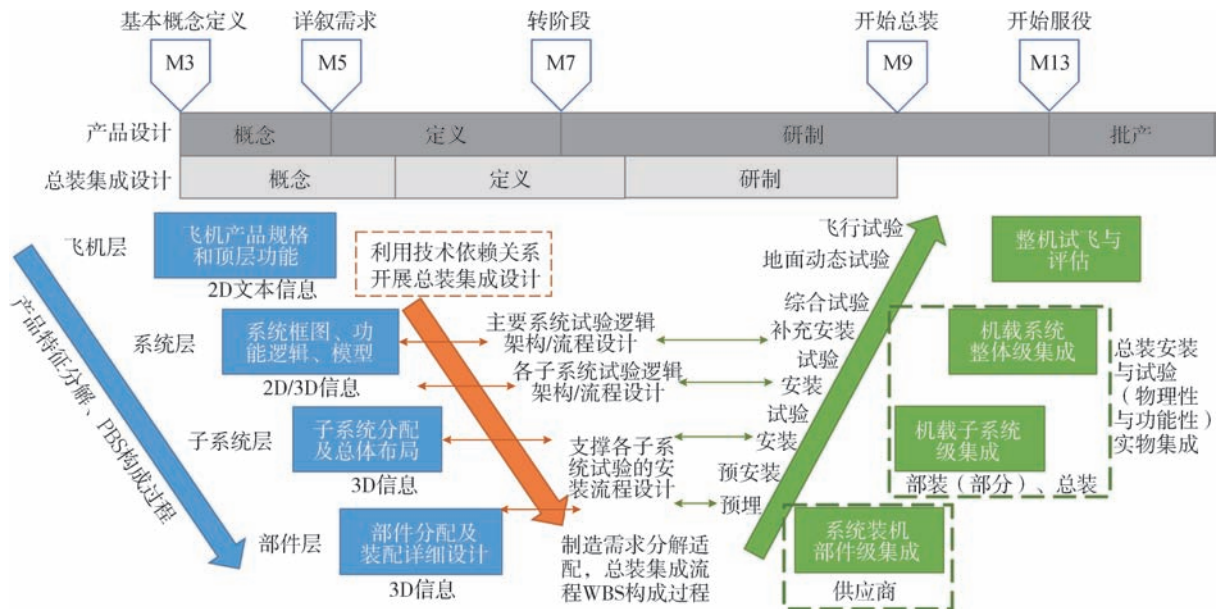 基本概念定义
详叙需求
转阶段
开始总装
开始服役
M3
M5
M7
M9
M13
产品设计
概念
定义
研制
批产
总装集成设计
概念
定义
研制
飞机层
飞机产品规格
和顶层功能
2D文本信息
系统层
系统框图、功
能逻辑、模型
2D/3D信息
子系统层
子系统分配
及总体布局
3D信息
部件层
部件分配及
装配详细设计
3D信息
产品特征分解、PBS构成过程
利用技术依赖关系
开展总装集成设计
主要系统试验逻辑
架构/流程设计
各子系统试验逻辑
架构/流程设计
支撑各子系
统试验的安
装流程设计
制造需求分解适
配，总装集成流
程WBS构成过程
飞行试验
地面动态试验
综合试验
补充安装
试验
安装
试验
安装
预安装
预埋
整机试飞与
评估
机载系统
整体级集成
机载子系统
级集成
部装（部分）、总装
总装安装
与试验
（物理性
与功能性）
实物集成
系统装机
部件级集成
供应商